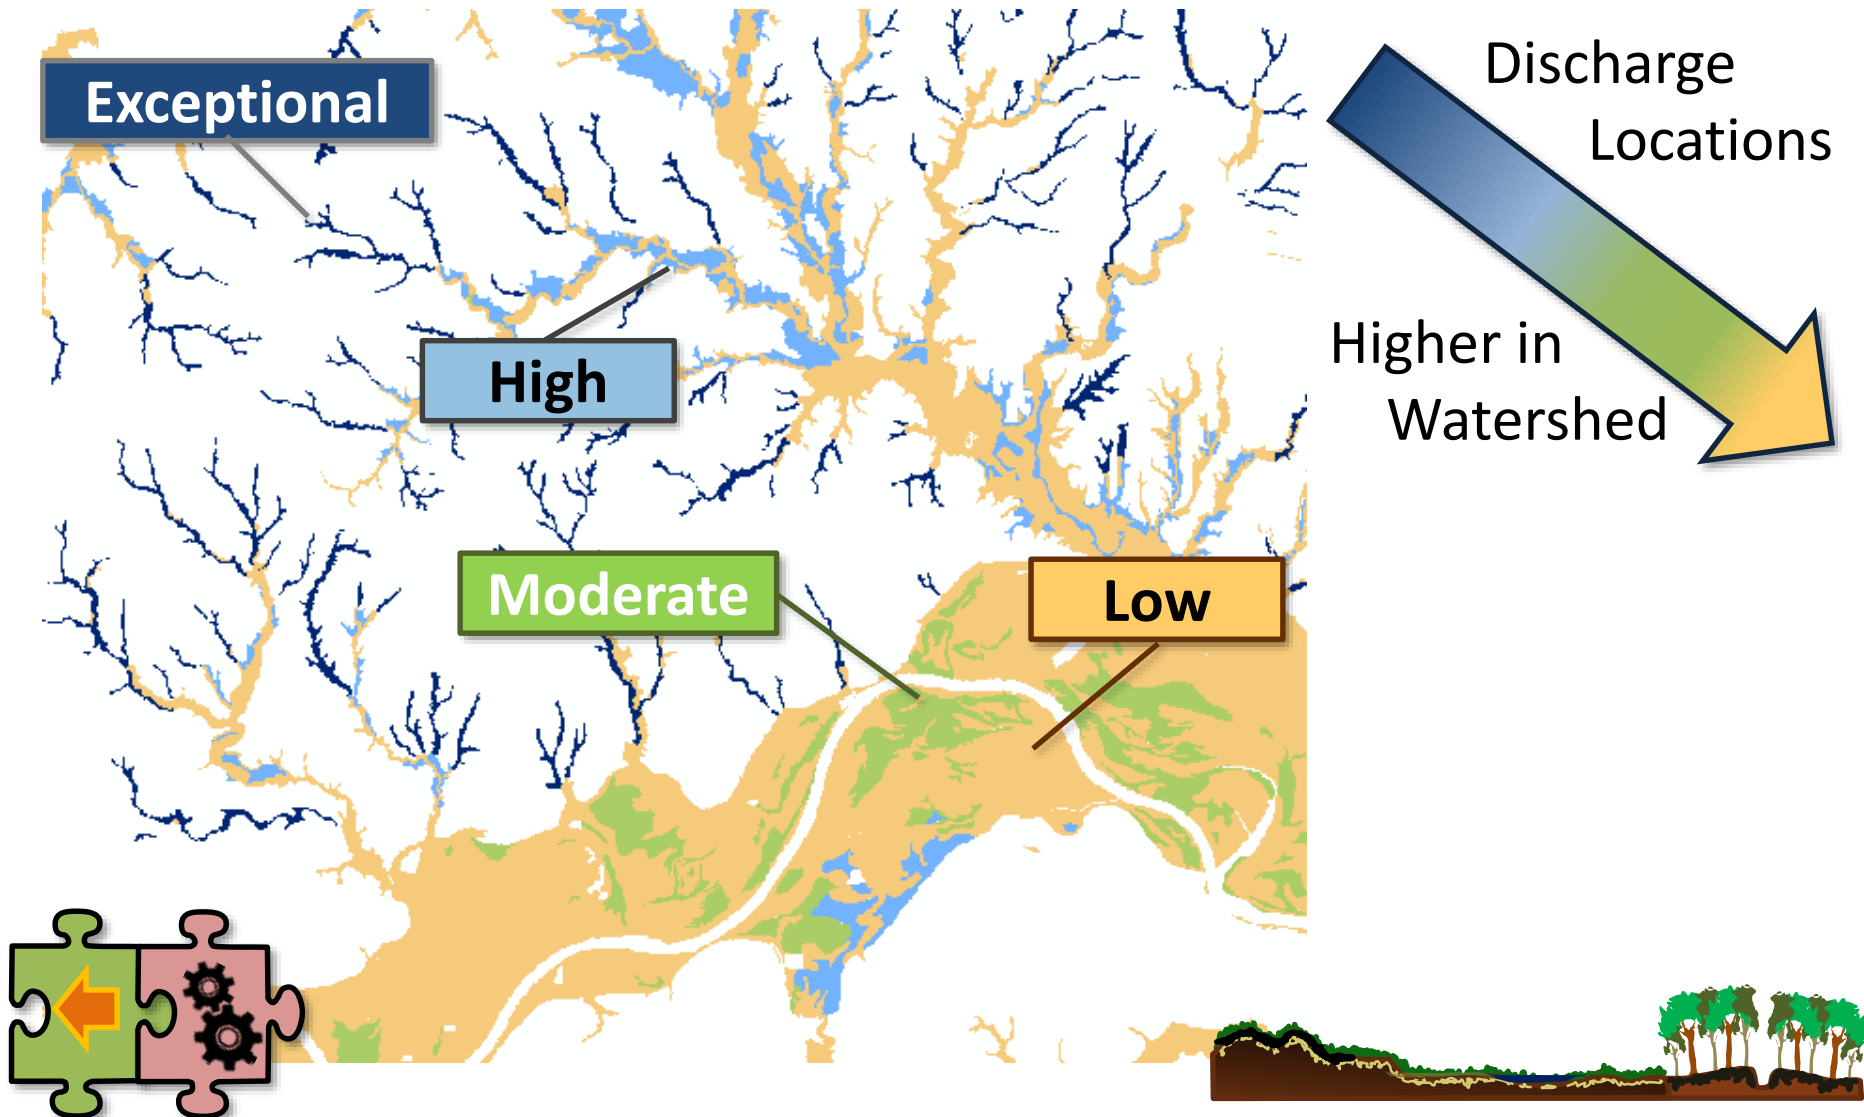 Exceptional
High
Moderate
Low
Discharge
Locations
Higher in
Watershed